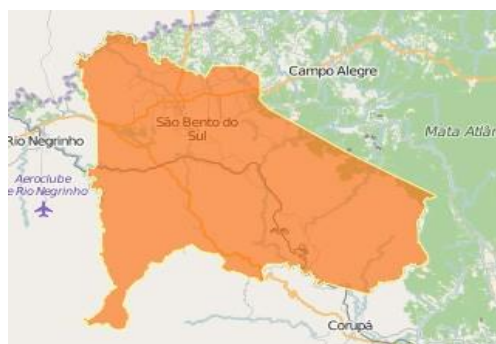 Campo Alegre
São Bento do
Sul
Mata Atlân
Rio Negrinho
Aeroclube
e Rio Negrinho
Corupá